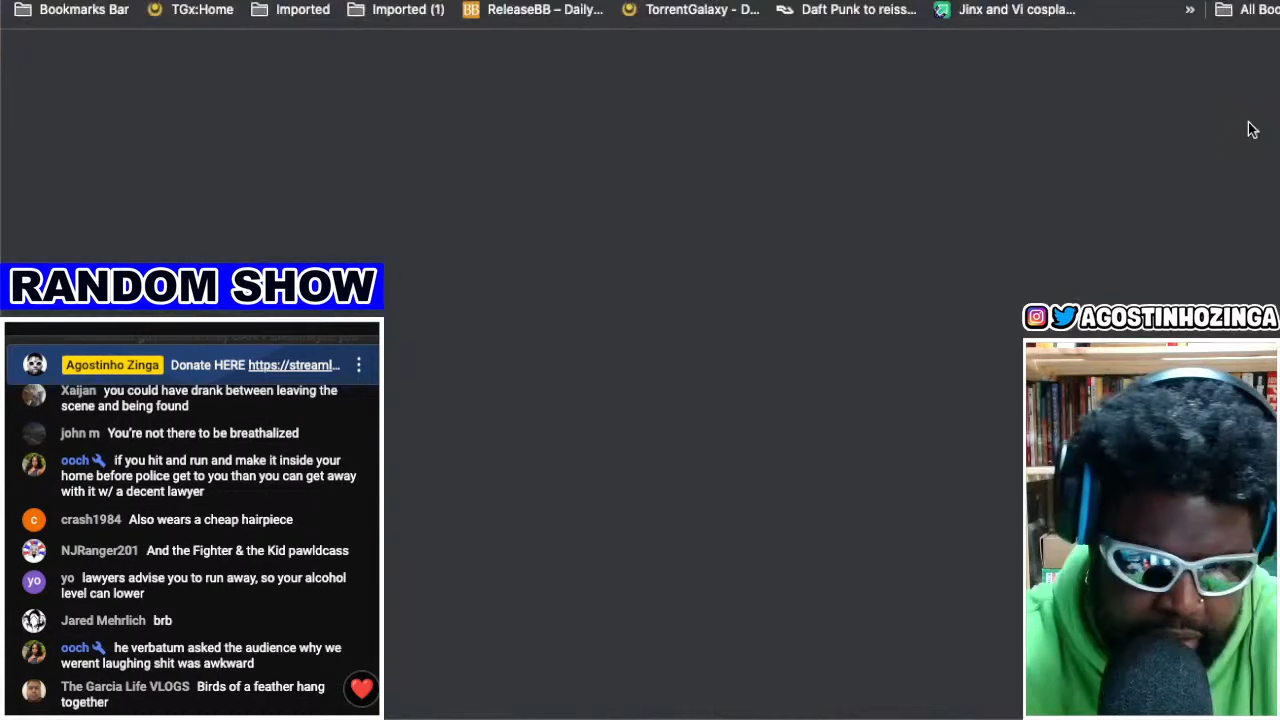 Bookmarks Bar TGx:Home Imported Imported (1) ReleaseBB – Daily... TorrentGalaxy - D... Daft Punk to reiss... Jinx and Vi cospla... » All Boo
RANDOM SHOW
Agostinho Zinga Donate HERE https://streaml...
Xaijan you could have drank between leaving the
scene and being found
john m You're not there to be breathalized
ooch if you hit and run and make it inside your
home before police get to you than you can get away
with it w/ a decent lawyer
crash1984 Also wears a cheap hairpiece
NJRanger201 And the Fighter & the Kid pawldcass
yo lawyers advise you to run away, so your alcohol
level can lower
Jared Mehrlich brb
ooch he verbatum asked the audience why we
werent laughing shit was awkward
The Garcia Life VLOGS Birds of a feather hang
together
AGOSTINHOZINGA